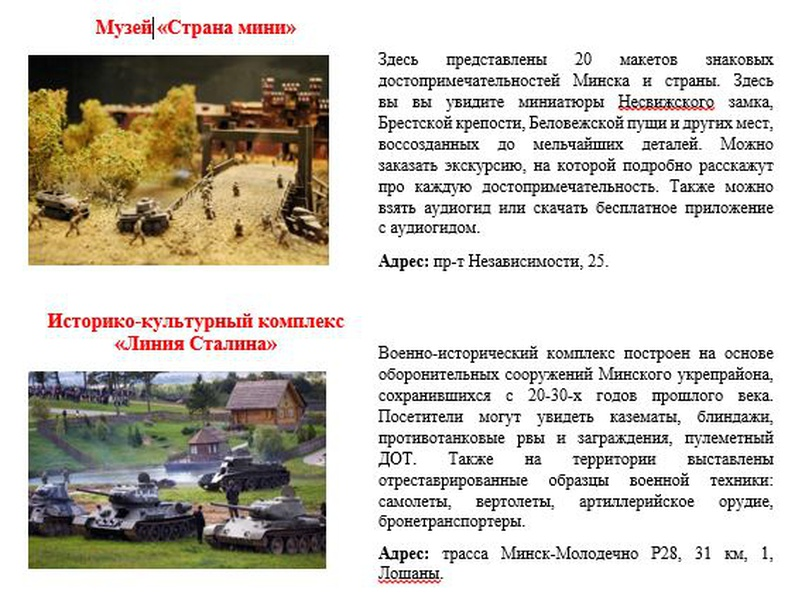 Музей «Страна мини»
Здесь представлены 20 макетов знаковых
достопримечательностей Минска и страны. Здесь
вы вы увидите миниатюры Несвижского замка,
Брестской крепости, Беловежской пущи и других мест,
воссозданных до мельчайших деталей. Можно
заказать экскурсию, на которой подробно расскажут
про каждую достопримечательность. Также можно
взять аудиогид или скачать бесплатное приложение
с аудиогидом.
Адрес: пр-т Независимости, 25.
Историко-культурный комплекс
«Линия Сталина»
Военно-исторический комплекс построен на основе
оборонительных сооружений Минского укрепрайона,
сохранившихся с 20-30-х годов прошлого века.
Посетители могут увидеть казематы, блиндажи,
противотанковые рвы и заграждения, пулеметный
ДОТ. Также на территории выставлены
отреставрированные образцы военной техники:
самолеты, вертолеты, артиллерийское орудие,
бронетранспортеры.
Адрес: трасса Минск-Молодечно Р28, 31 км, 1,
Лошаны.